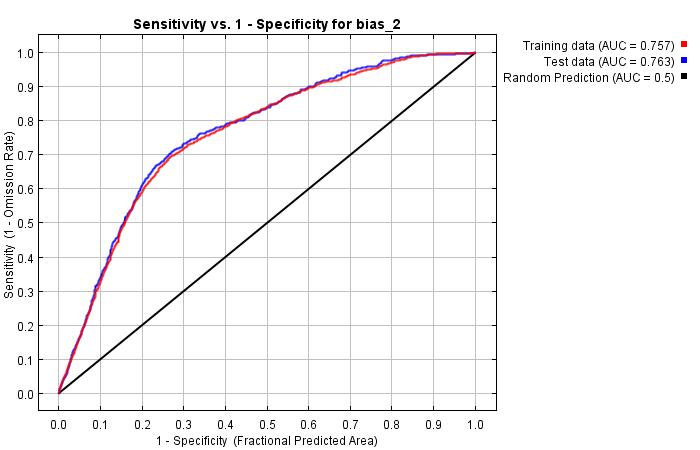 Sensitivity vs. 1 - Specificity for bias_2
Training data (AUC = 0.757)
Test data (AUC = 0.763)
Random Prediction (AUC = 0.5)
Sensitivity (1 - Omission Rate)
1.0
0.9
0.8
0.7
0.6
0.5
0.4
0.3
0.2
0.1
0.0
0.0 0.1 0.2 0.3 0.4 0.5 0.6 0.7 0.8 0.9 1.0
1 - Specificity (Fractional Predicted Area)